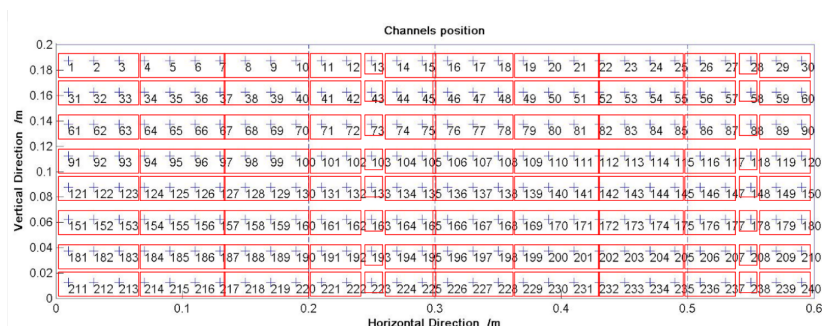 Channels position
0.2
1 2 3 4 5 6 7 8 9 10 11 12 13 14 15 16 17 18 19 20 21 22 23 24 25 26 27 28 29 30
0.18
31 32 33 34 35 36 37 38 39 40 41 42 43 44 45 46 47 48 49 50 51 52 53 54 55 56 57 58 59 60
0.16
0.14
61 62 63 64 65 66 67 68 69 70 71 72 73 74 75 76 77 78 79 80 81 82 83 84 85 86 87 88 89 90
0.12
91 92 93 94 95 96 97 98 99 100 101 102 103 104 105 106 107 108 109 110 111 112 113 114 115 116 117 118 119 120
0.1
121 122 123 124 125 126 127 128 129 130 131 132 133 134 135 136 137 138 139 140 141 142 143 144 145 146 147 148 149 150
0.08
0.06
151 152 153 154 155 156 157 158 159 160 161 162 163 164 165 166 167 168 169 170 171 172 173 174 175 176 177 178 179 180
0.04
181 182 183 184 185 186 187 188 189 190 191 192 193 194 195 196 197 198 199 200 201 202 203 204 205 206 207 208 209 210
0.02
211 212 213 214 215 216 217 218 219 220 221 222 223 224 225 226 227 228 229 230 231 232 233 234 235 236 237 238 239 240
0
0 0.1 0.2 0.3 0.4 0.5 0.6
Vertical Direction /m
Horizontal Direction /m